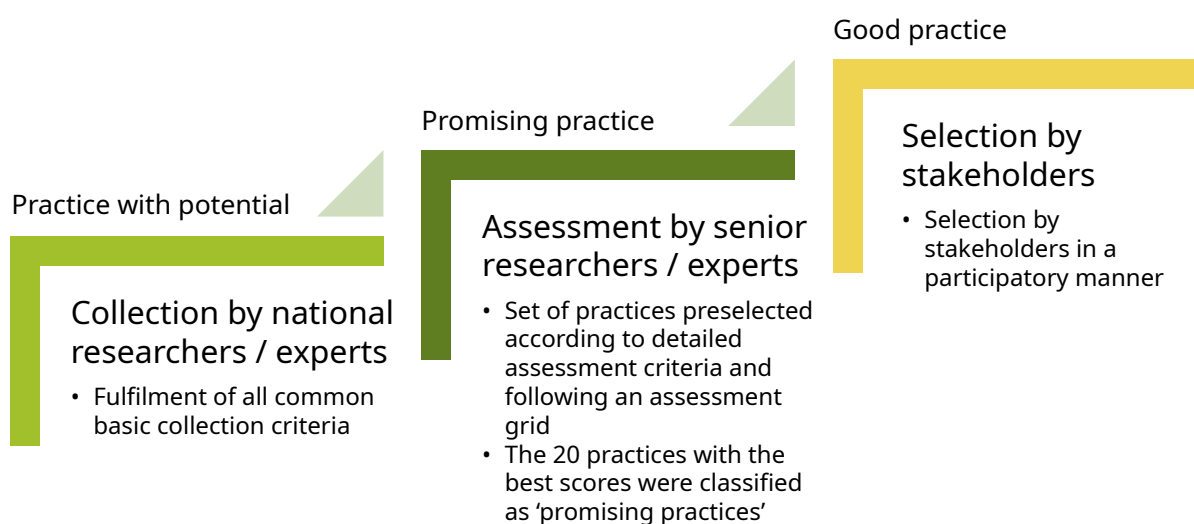 Practice with potential
Collection by national
researchers / experts
• Fulfilment of all common
basic collection criteria
Promising practice
Assessment by senior
researchers / experts
• Set of practices preselected
according to detailed
assessment criteria and
following an assessment
grid
• The 20 practices with the
best scores were classified
as ‘promising practices’
Good practice
Selection by
stakeholders
• Selection by
stakeholders in a
participatory manner